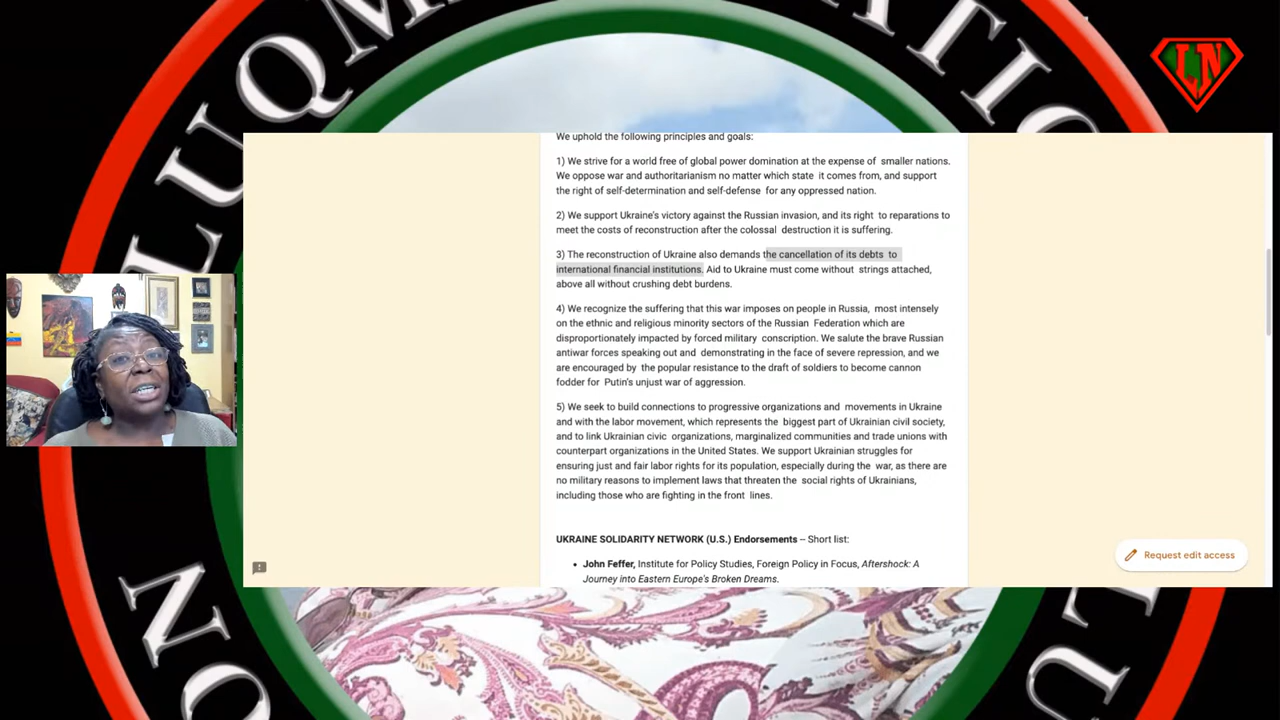 LUQM
ATIO
LN
We uphold the following principles and goals:
1) We strive for a world free of global power domination at the expense of smaller nations.
We oppose war and authoritarianism no matter which state it comes from, and support
the right of self-determination and self-defense for any oppressed nation.
2) We support Ukraine's victory against the Russian invasion, and its right to reparations to
meet the costs of reconstruction after the colossal destruction it is suffering.
3) The reconstruction of Ukraine also demands the cancellation of its debts to
international financial institutions. Aid to Ukraine must come without strings attached,
above all without crushing debt burdens.
4) We recognize the suffering that this war imposes on people in Russia, most intensely
on the ethnic and religious minority sectors of the Russian Federation which are
disproportionately impacted by forced military conscription. We salute the brave Russian
antiwar forces speaking out and demonstrating in the face of severe repression, and we
are encouraged by the popular resistance to the draft of soldiers to become cannon
fodder for Putin's unjust war of aggression.
5) We seek to build connections to progressive organizations and movements in Ukraine
and with the labor movement, which represents the biggest part of Ukrainian civil society,
and to link Ukrainian civic organizations, marginalized communities and trade unions with
counterpart organizations in the United States. We support Ukrainian struggles for
ensuring just and fair labor rights for its population, especially during the war, as there are
no military reasons to implement laws that threaten the social rights of Ukrainians,
including those who are fighting in the front lines.
UKRAINE SOLIDARITY NETWORK (U.S.) Endorsements – Short list:
• John Feffer, Institute for Policy Studies, Foreign Policy in Focus, Aftershock: A
Journey into Eastern Europe's Broken Dreams.
Request edit access